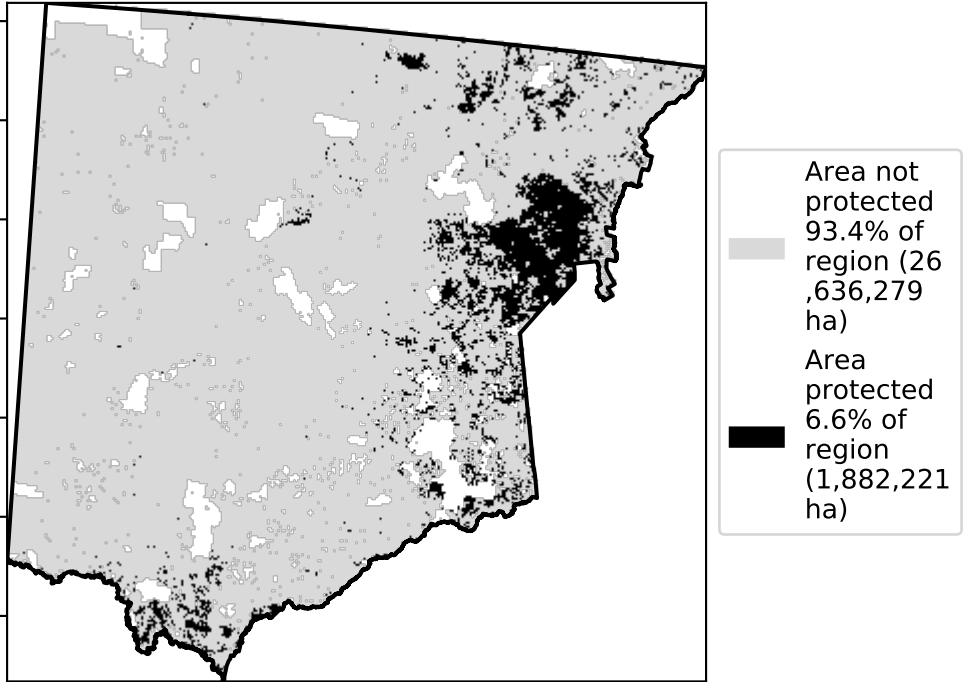 Area not
protected
93.4% of
region (26
,636,279
ha)
Area
protected
6.6% of
region
(1,882,221
ha)